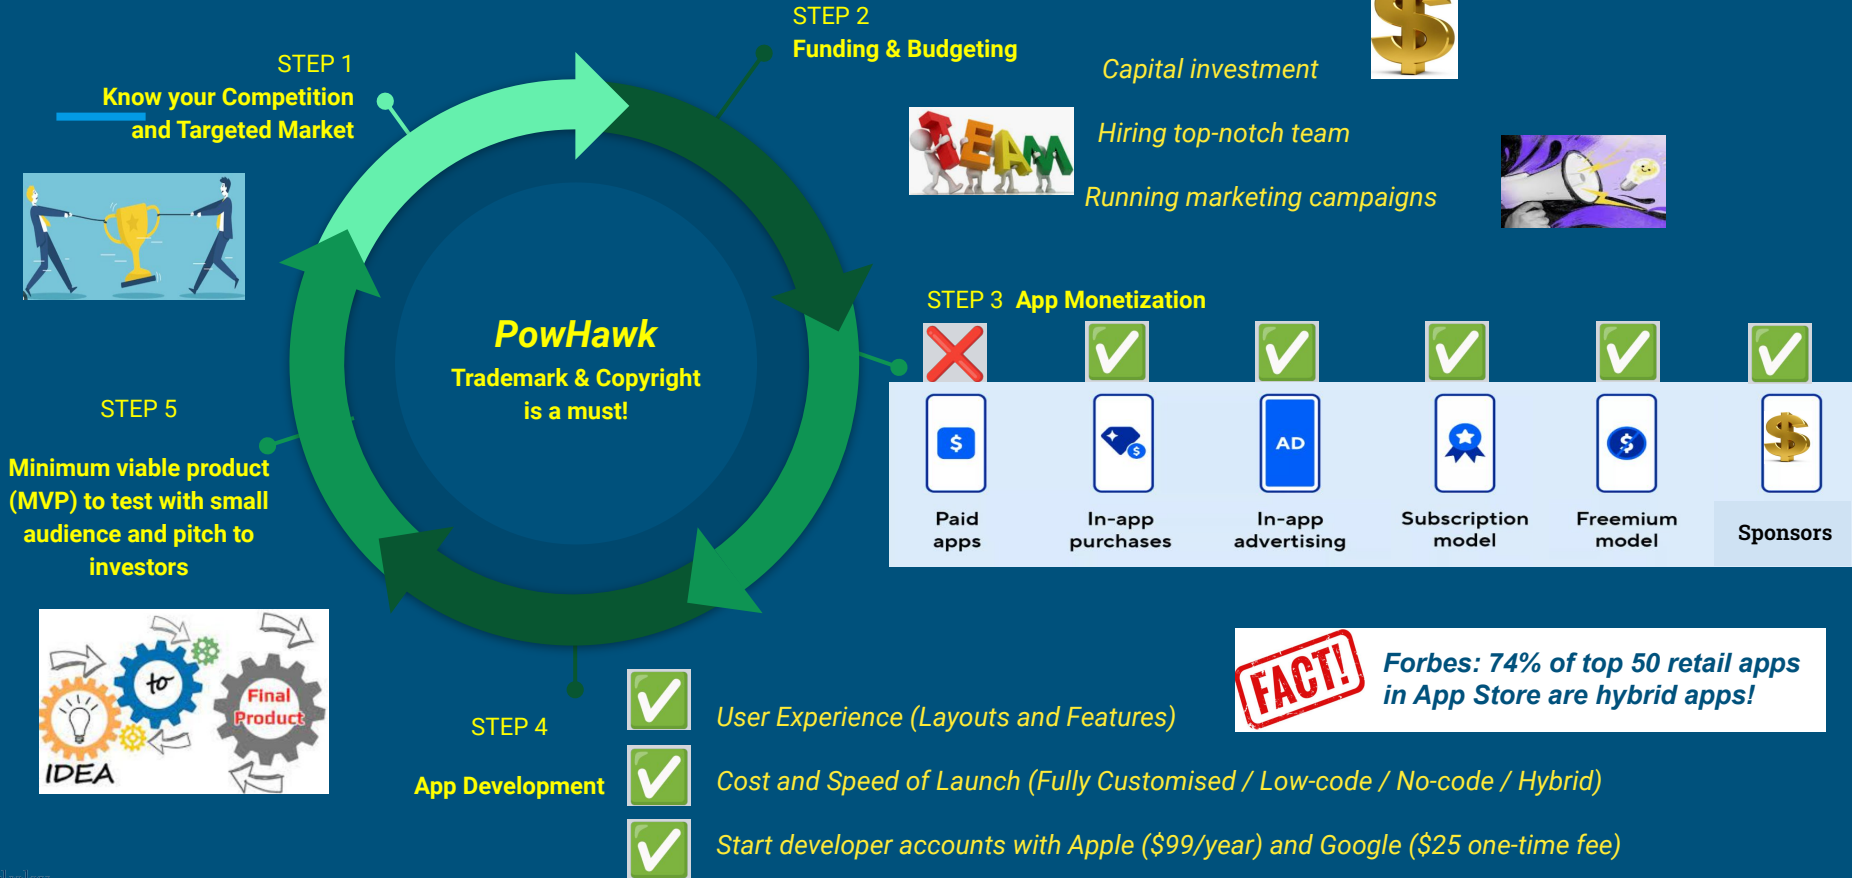 STEP 1
Know your Competition
and Targeted Market
STEP 2
Funding & Budgeting
Capital investment
TEAM
Hiring top-notch team
Running marketing campaigns
PowHawk
Trademark & Copyright
is a must!
STEP 3 App Monetization
$
$
AD
$
$
Paid
apps
In-app
purchases
In-app
advertising
Subscription
model
Freemium
model
Sponsors
FACT!
Forbes: 74% of top 50 retail apps
in App Store are hybrid apps!
STEP 4
App Development
User Experience (Layouts and Features)
Cost and Speed of Launch (Fully Customised / Low-code / No-code / Hybrid)
Start developer accounts with Apple ($99/year) and Google ($25 one-time fee)
STEP 5
Minimum viable product
(MVP) to test with small
audience and pitch to
investors
to
Final
Product
IDEA